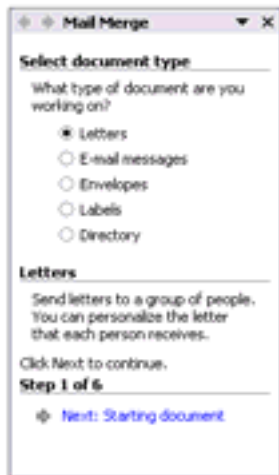 Mail Merge
Select document type
What type of document are you
working on?
Letters
E-mail messages
Envelopes
Labels
Directory
Letters
Send letters to a group of people.
You can personalize the letter
that each person receives.
Click Next to continue.
Step 1 of 6
Next: Starting document